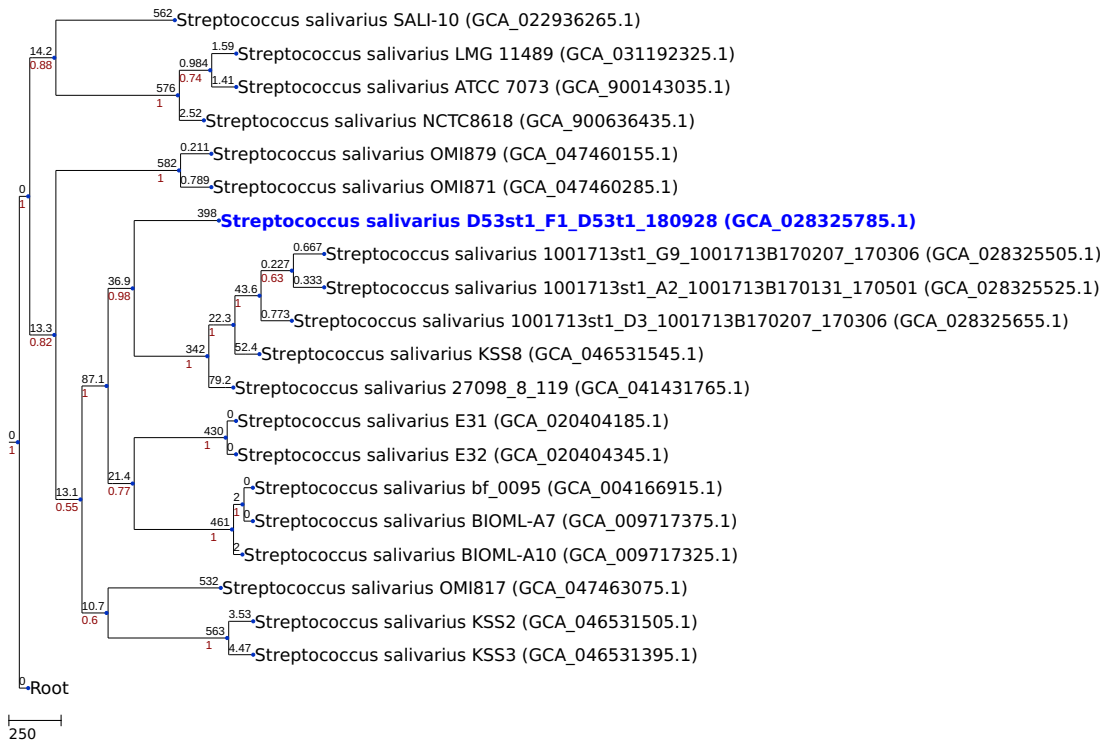 562 Streptococcus salivarius SALI-10 (GCA_022936265.1)
14.2
0.88
1.59 Streptococcus salivarius LMG 11489 (GCA_031192325.1)
0.984
0.74
1.41 Streptococcus salivarius ATCC 7073 (GCA_900143035.1)
576
1
2.52 Streptococcus salivarius NCTC8618 (GCA_900636435.1)
0.211 Streptococcus salivarius OMI879 (GCA_047460155.1)
582
1
0.789 Streptococcus salivarius OMI871 (GCA_047460285.1)
0
1
398 Streptococcus salivarius D53st1_F1_D53t1_180928 (GCA_028325785.1)
0.667 Streptococcus salivarius 1001713st1_G9_1001713B170207_170306 (GCA_028325505.1)
0.227
0.63
36.9
0.98
0.333 Streptococcus salivarius 1001713st1_A2_1001713B170131_170501 (GCA_028325525.1)
43.6
1
0.773 Streptococcus salivarius 1001713st1_D3_1001713B170207_170306 (GCA_028325655.1)
22.3
1
13.3
0.82
52.4 Streptococcus salivarius KSS8 (GCA_046531545.1)
342
1
79.2 Streptococcus salivarius 27098_8_119 (GCA_041431765.1)
87.1
1
0 Streptococcus salivarius E31 (GCA_020404185.1)
430
1
0
1
0 Streptococcus salivarius E32 (GCA_020404345.1)
21.4
0.77
0 Streptococcus salivarius bf_0095 (GCA_004166915.1)
2
1
13.1
0.55
0 Streptococcus salivarius BIOML-A7 (GCA_009717375.1)
461
1
2 Streptococcus salivarius BIOML-A10 (GCA_009717325.1)
532 Streptococcus salivarius OMI817 (GCA_047463075.1)
10.7
0.6
3.53 Streptococcus salivarius KSS2 (GCA_046531505.1)
563
1
4.47 Streptococcus salivarius KSS3 (GCA_046531395.1)
0 Root
250